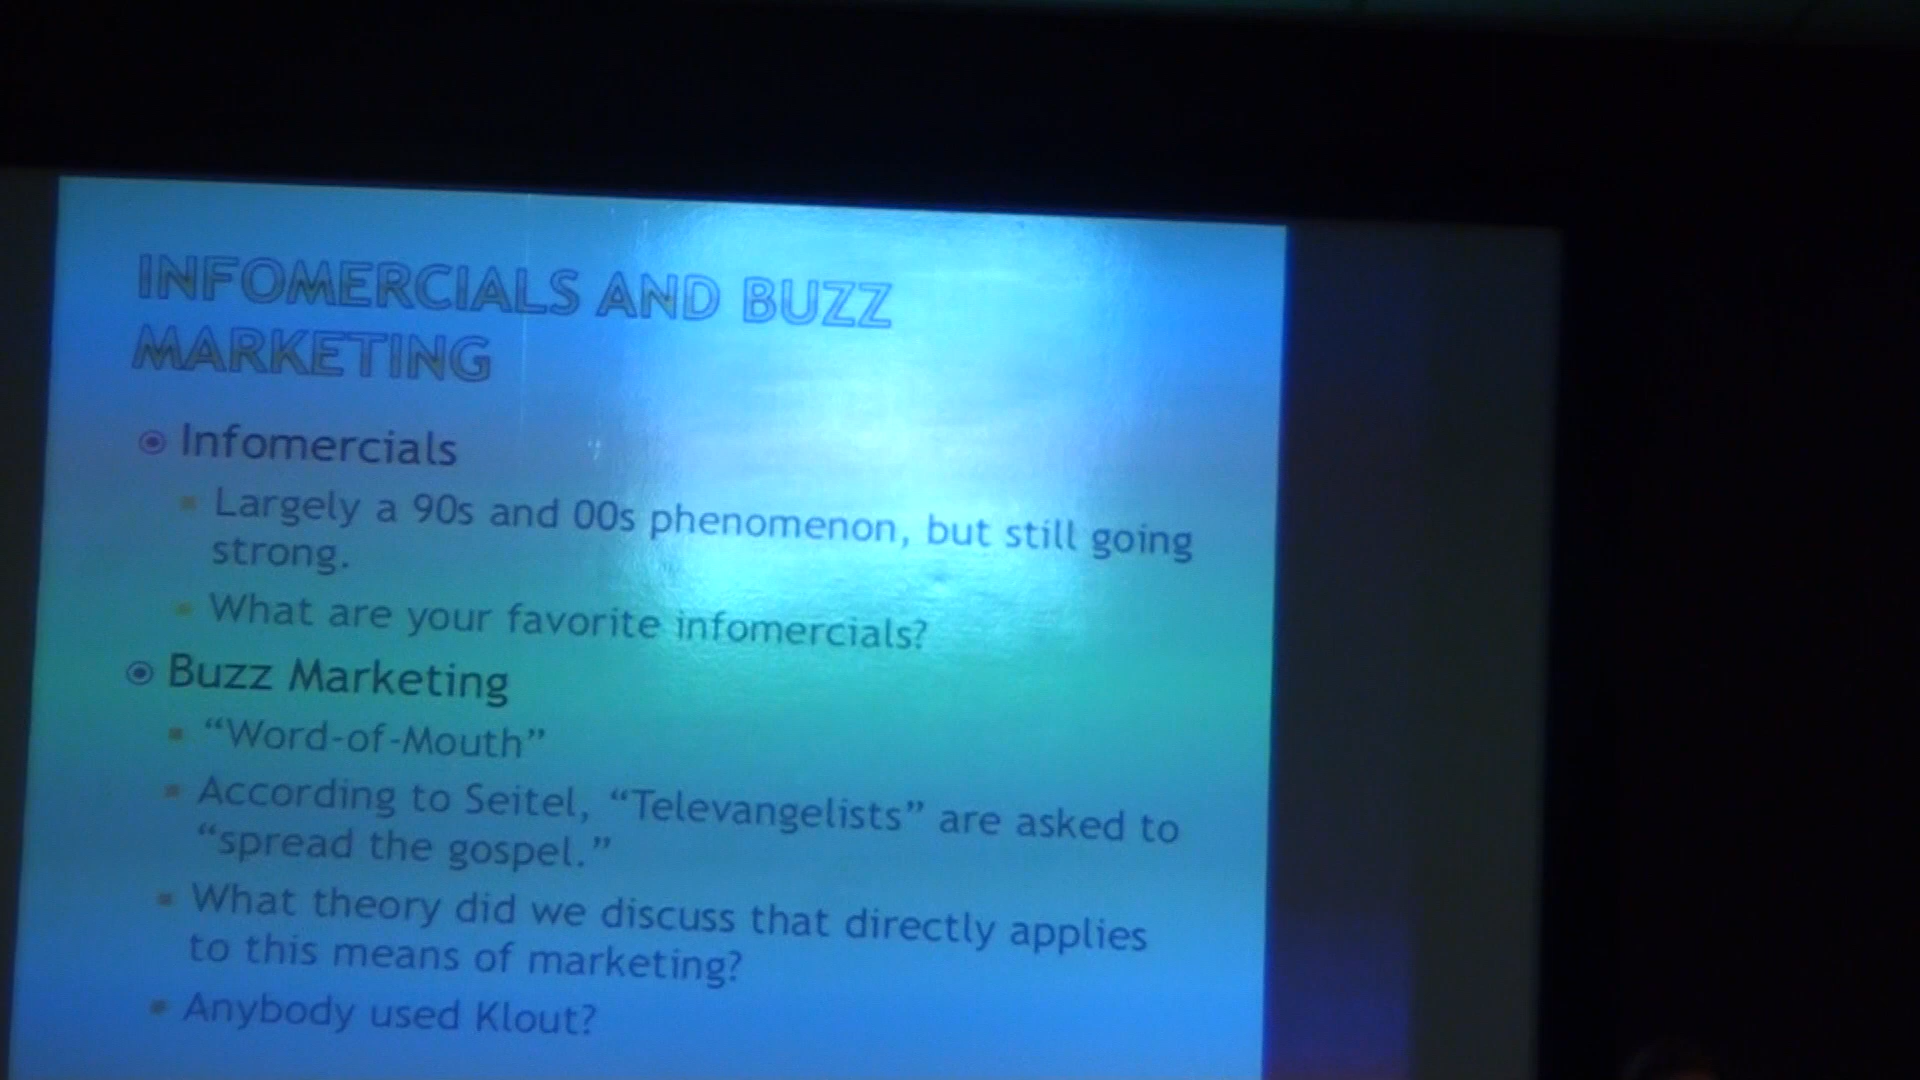 INFOMERCIALS AND BUZZ
MARKETING
Infomercials
Largely a 90s and 00s phenomenon, but still going
strong.
What are your favorite infomercials?
Buzz Marketing
“Word-of-Mouth”
According to Seitel, “Televangelists” are asked to
“spread the gospel.”
What theory did we discuss that directly applies
to this means of marketing?
Anybody used Klout?